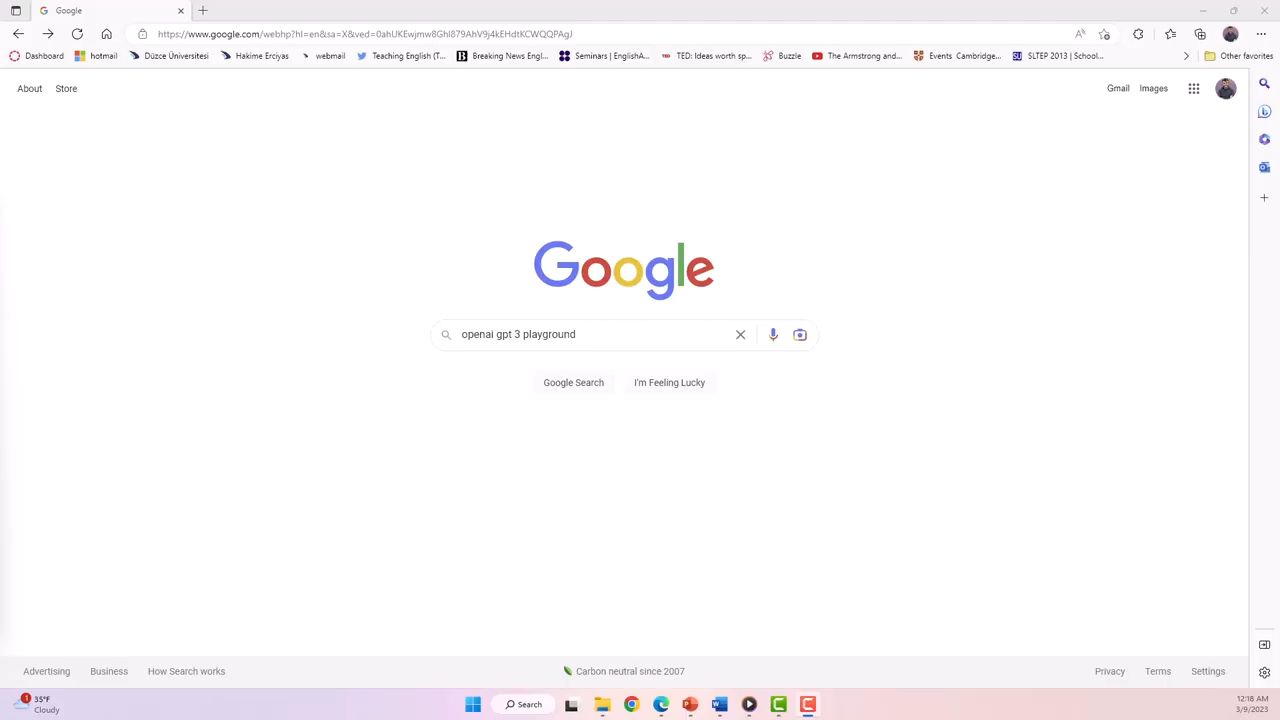 Google
https://www.google.com/webhp?hl=en&sa=X&ved=0ahUKEwjmw8GhI879AhV9j4kEHdtKCWQQPAgJ
Dashboard hotmail Düzce Üniversitesi Hakime Erciyas webmail Teaching English (T... Breaking News Engl... Seminars | EnglishA... TED: Ideas worth sp... Buzzle The Armstrong and... Events Cambridge... SLTEP 2013 | School... Other favorites
About Store Gmail Images
Google
openai gpt 3 playground
Google Search I'm Feeling Lucky
Advertising Business How Search works Carbon neutral since 2007 Privacy Terms Settings
1 35°F
Cloudy
Search
12:18 AM
3/9/2023